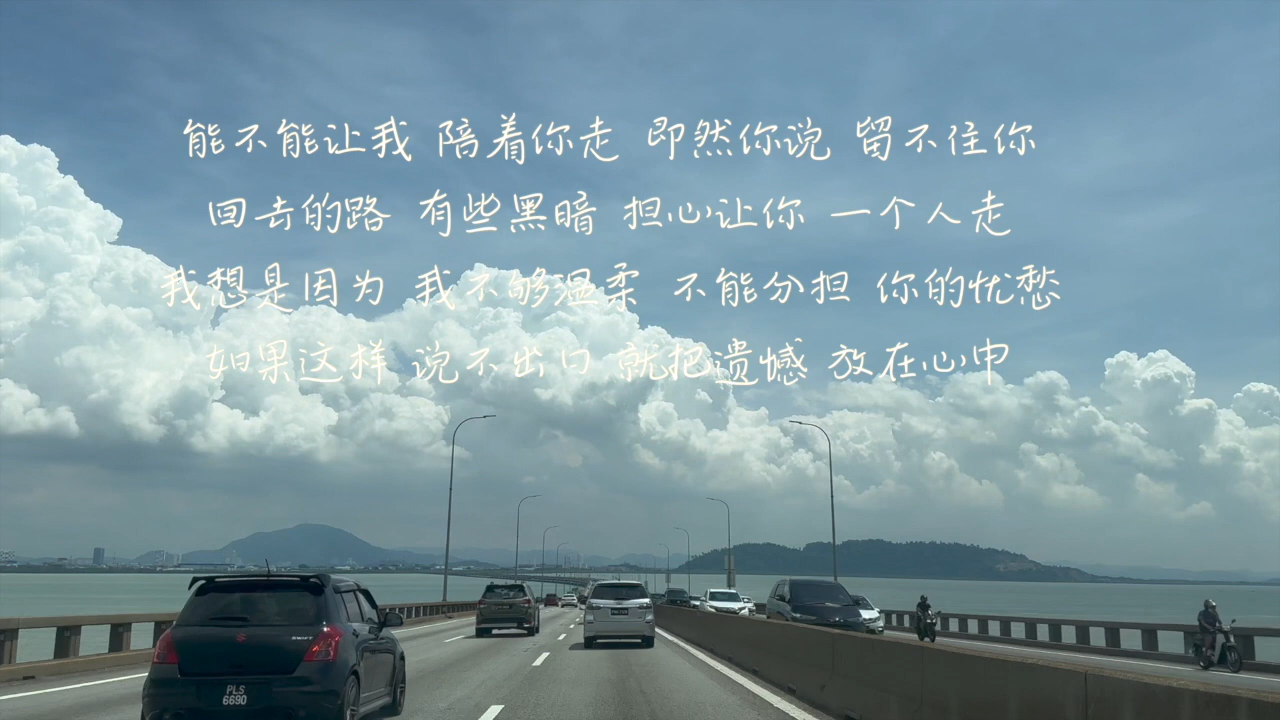 能不能让我 陪着你走 即然你说 留不住你
回去的路 有些黑暗 担心让你 一个人走
我想是因为 我不够温柔 不能分担 你的忧愁
如果这样 说不出口 就把遗憾 放在心中
SWIFT
PLS
6690